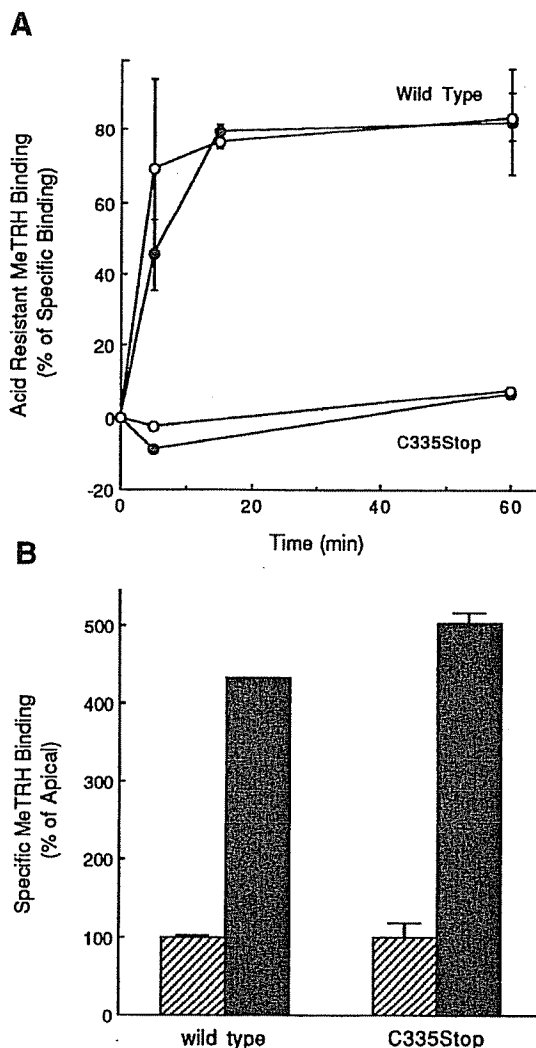 A
Acid Resistant MeTRH Binding
(% of Specific Binding)
80
60
40
20
0
-20
Wild Type
C335Stop
0
20
40
60
Time (min)
B
Specific MeTRH Binding
(% of Apical)
500
400
300
200
100
0
wild type
C335Stop